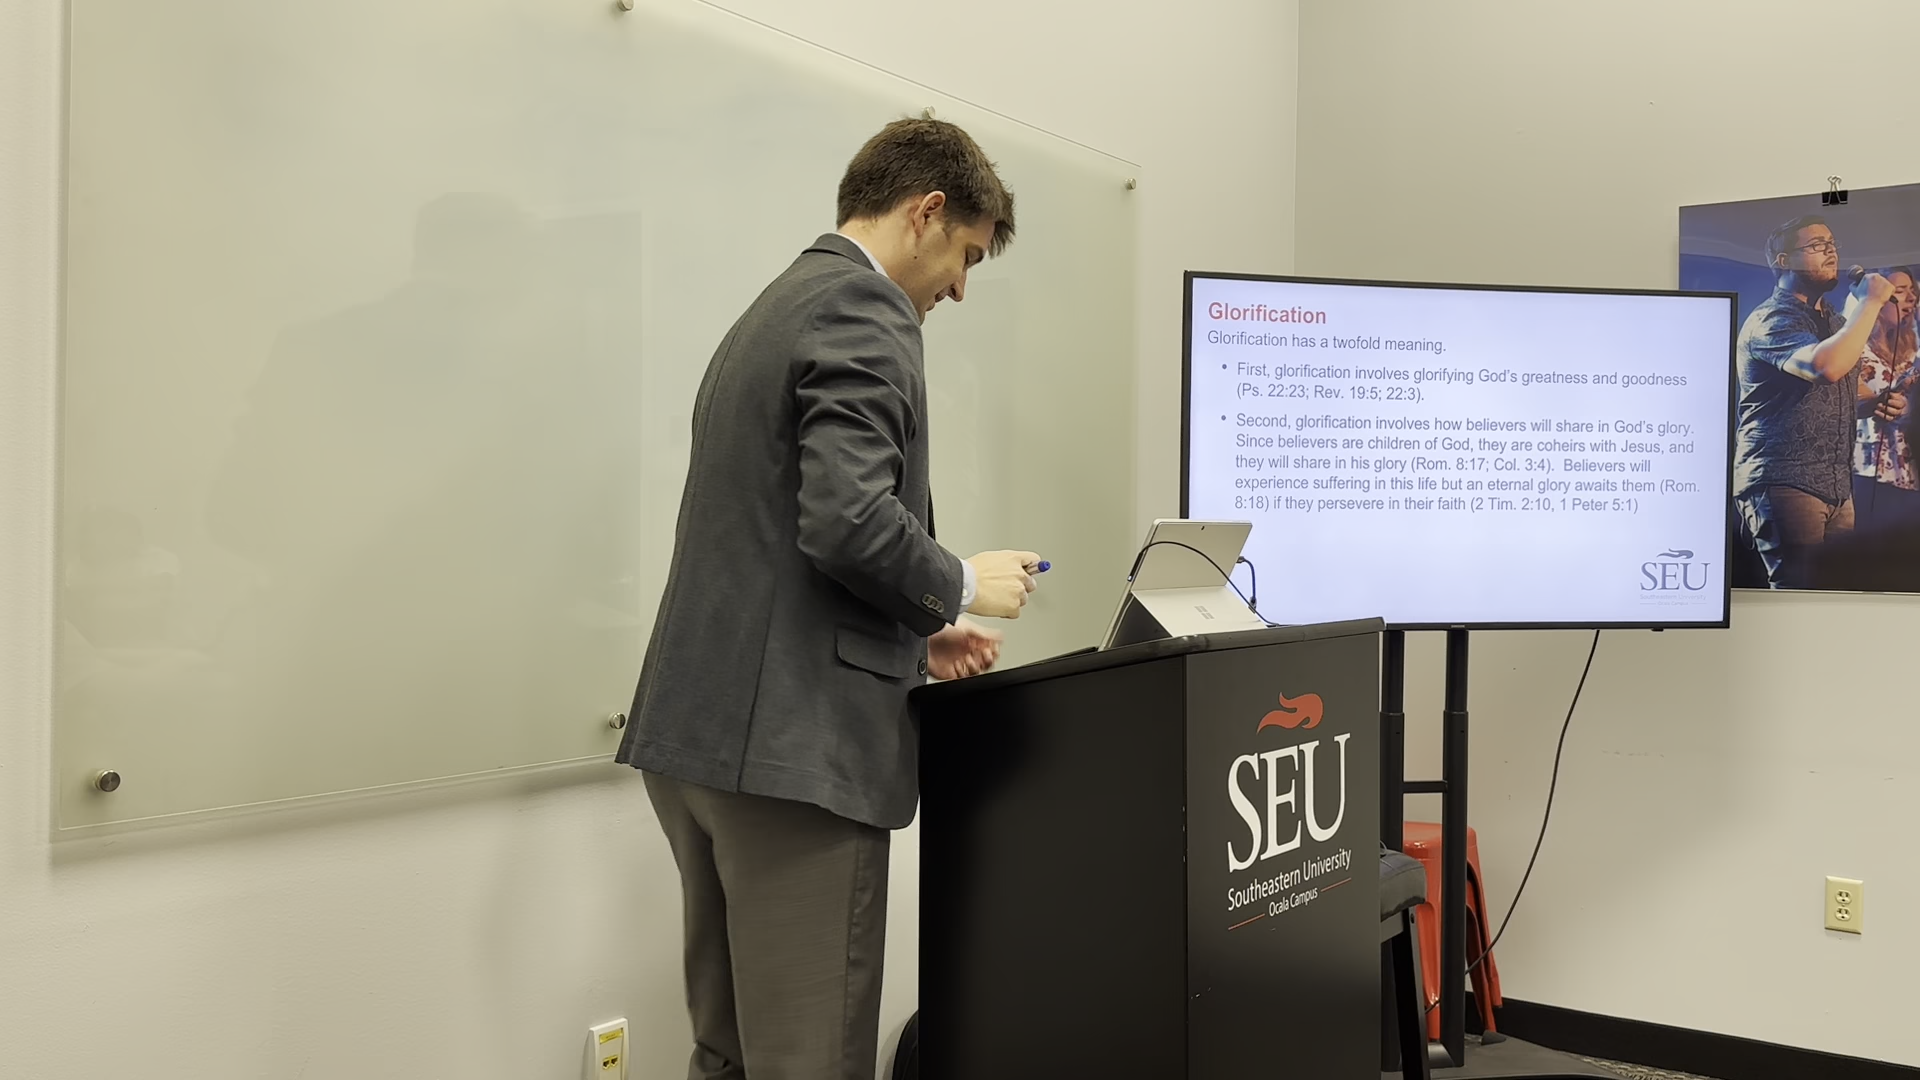 Glorification
Glorification has a twofold meaning.
• First, glorification involves glorifying God's greatness and goodness
(Ps. 22:23; Rev. 19:5; 22:3).
• Second, glorification involves how believers will share in God's glory.
Since believers are children of God, they are coheirs with Jesus, and
they will share in his glory (Rom. 8:17; Col. 3:4).  Believers will
experience suffering in this life but an eternal glory awaits them (Rom.
8:18) if they persevere in their faith (2 Tim. 2:10, 1 Peter 5:1)
SEU
Southeastern University
Ocala Campus
SEU
Southeastern University
Ocala Campus